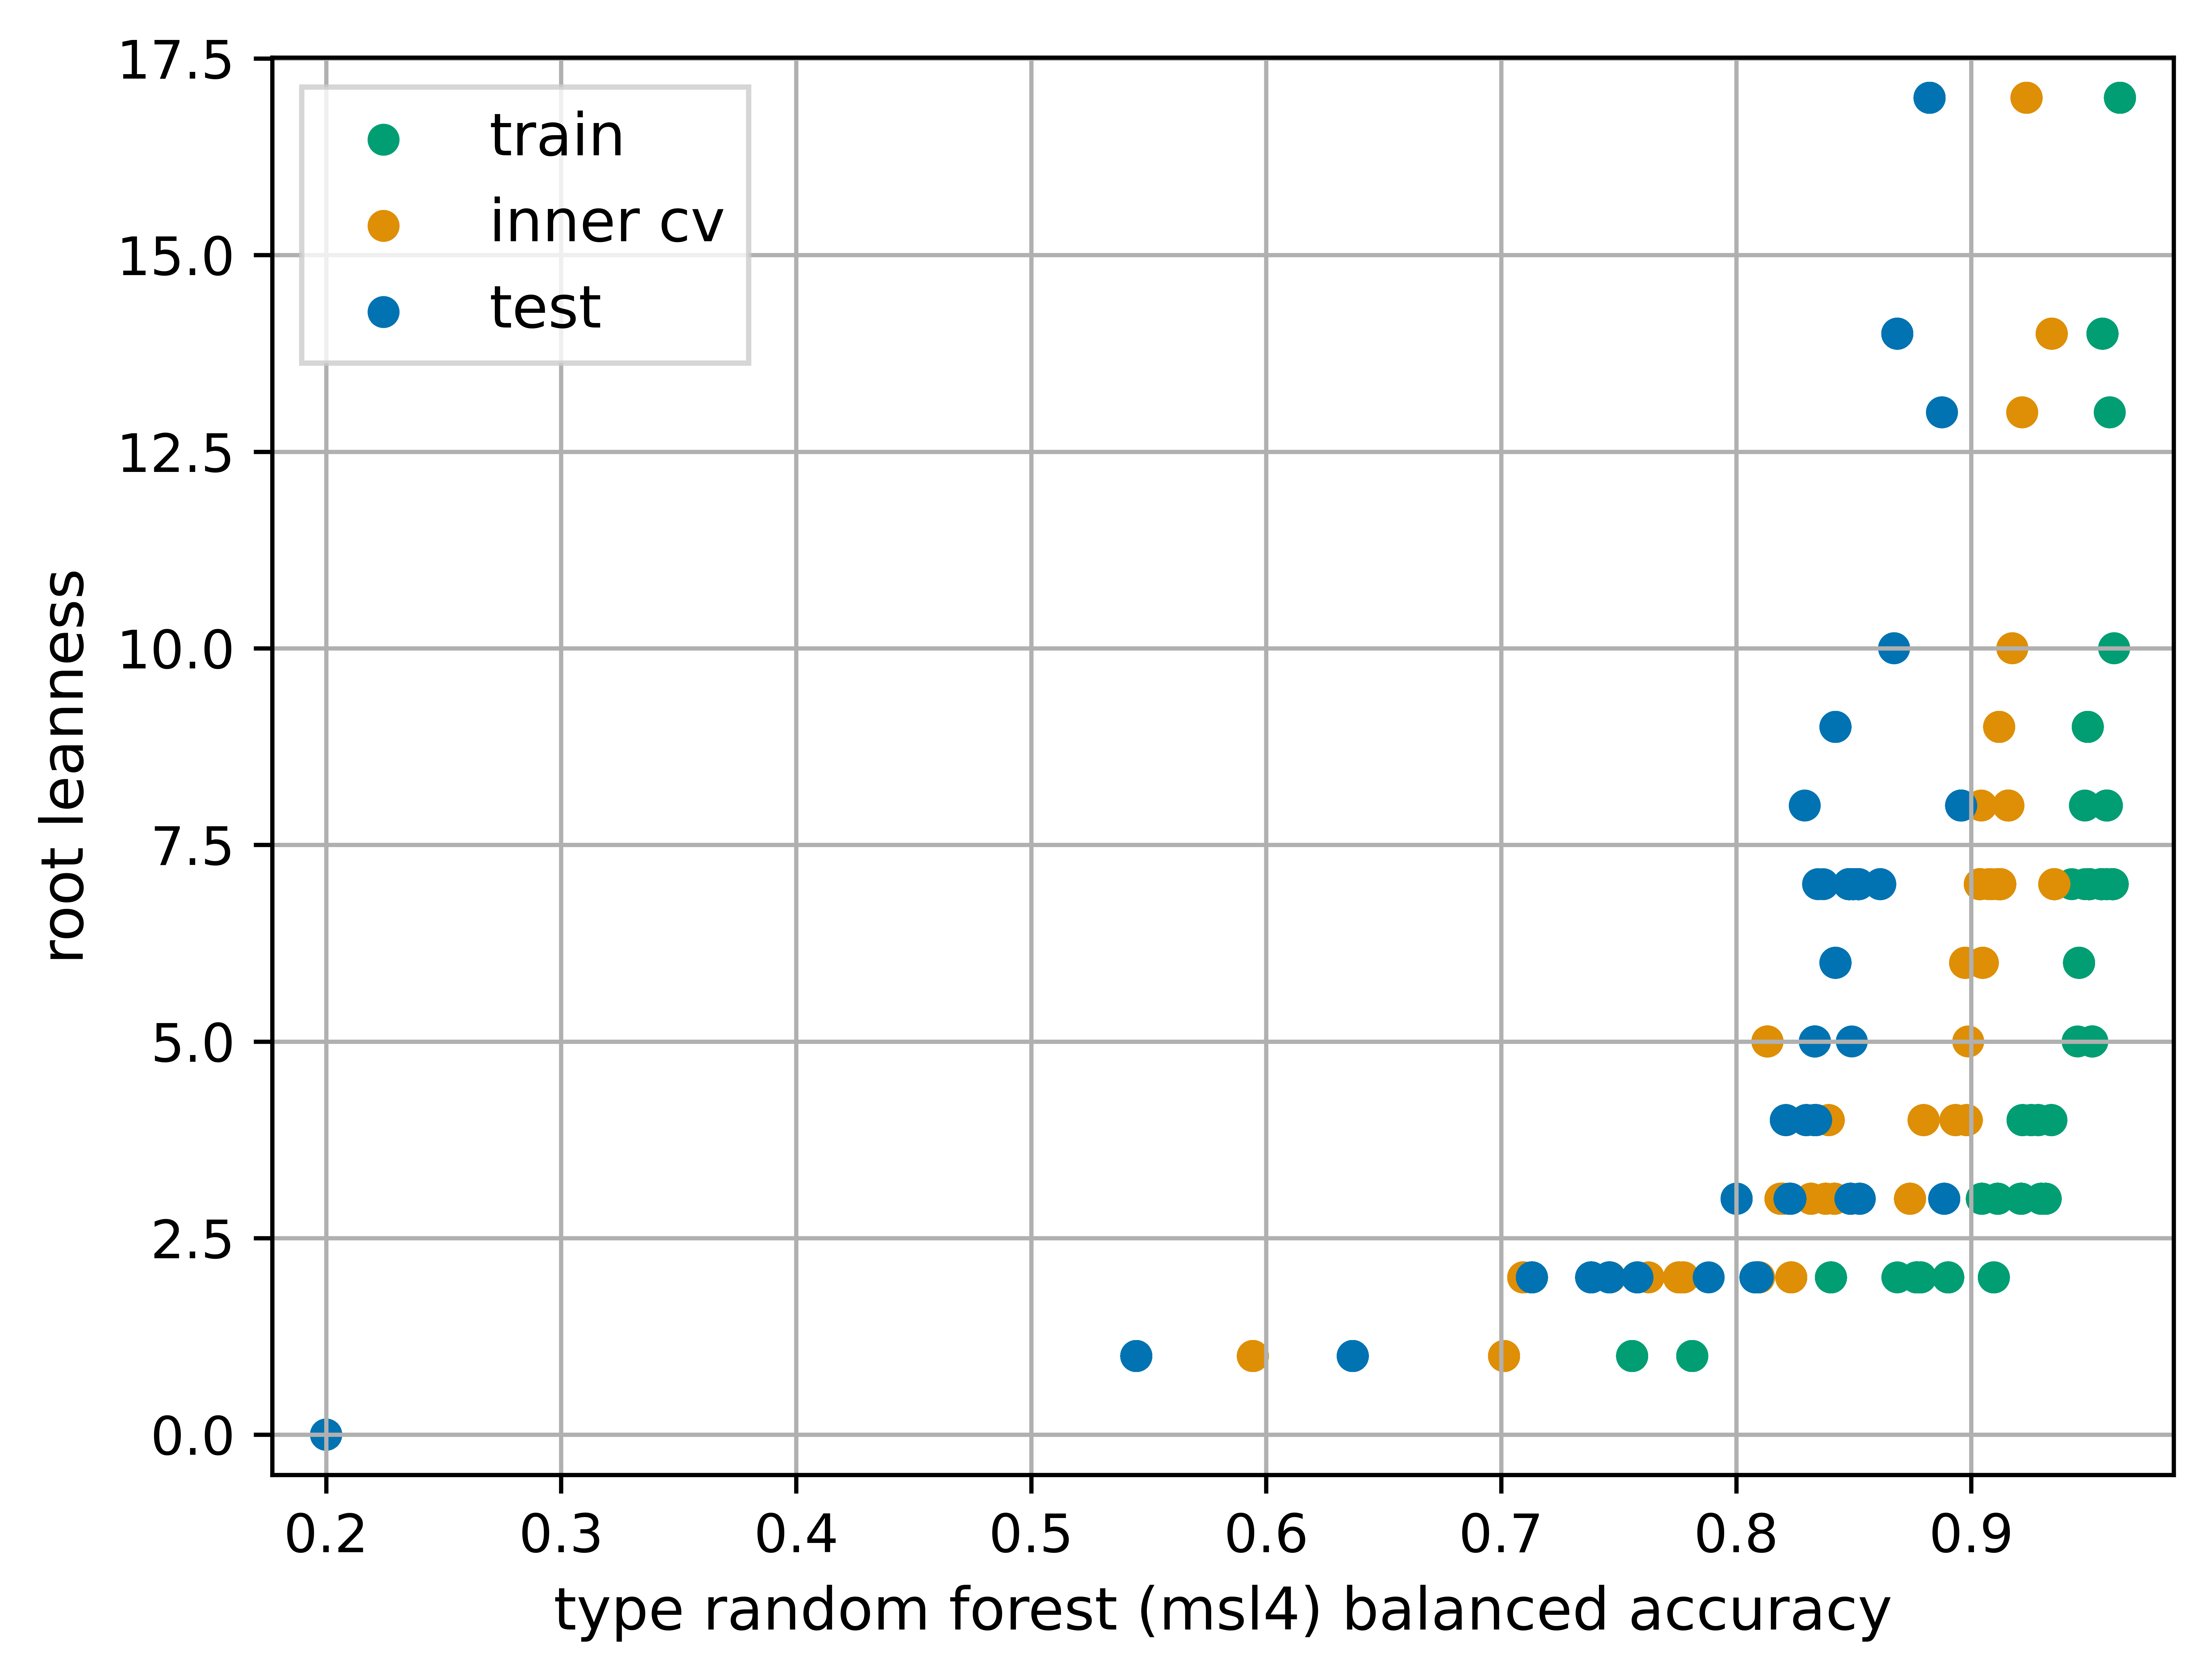 17.5
15.0
12.5
10.0
7.5
5.0
2.5
0.0
root leanness
train
inner cv
test
0.2 0.3 0.4 0.5 0.6 0.7 0.8 0.9
type random forest (msl4) balanced accuracy